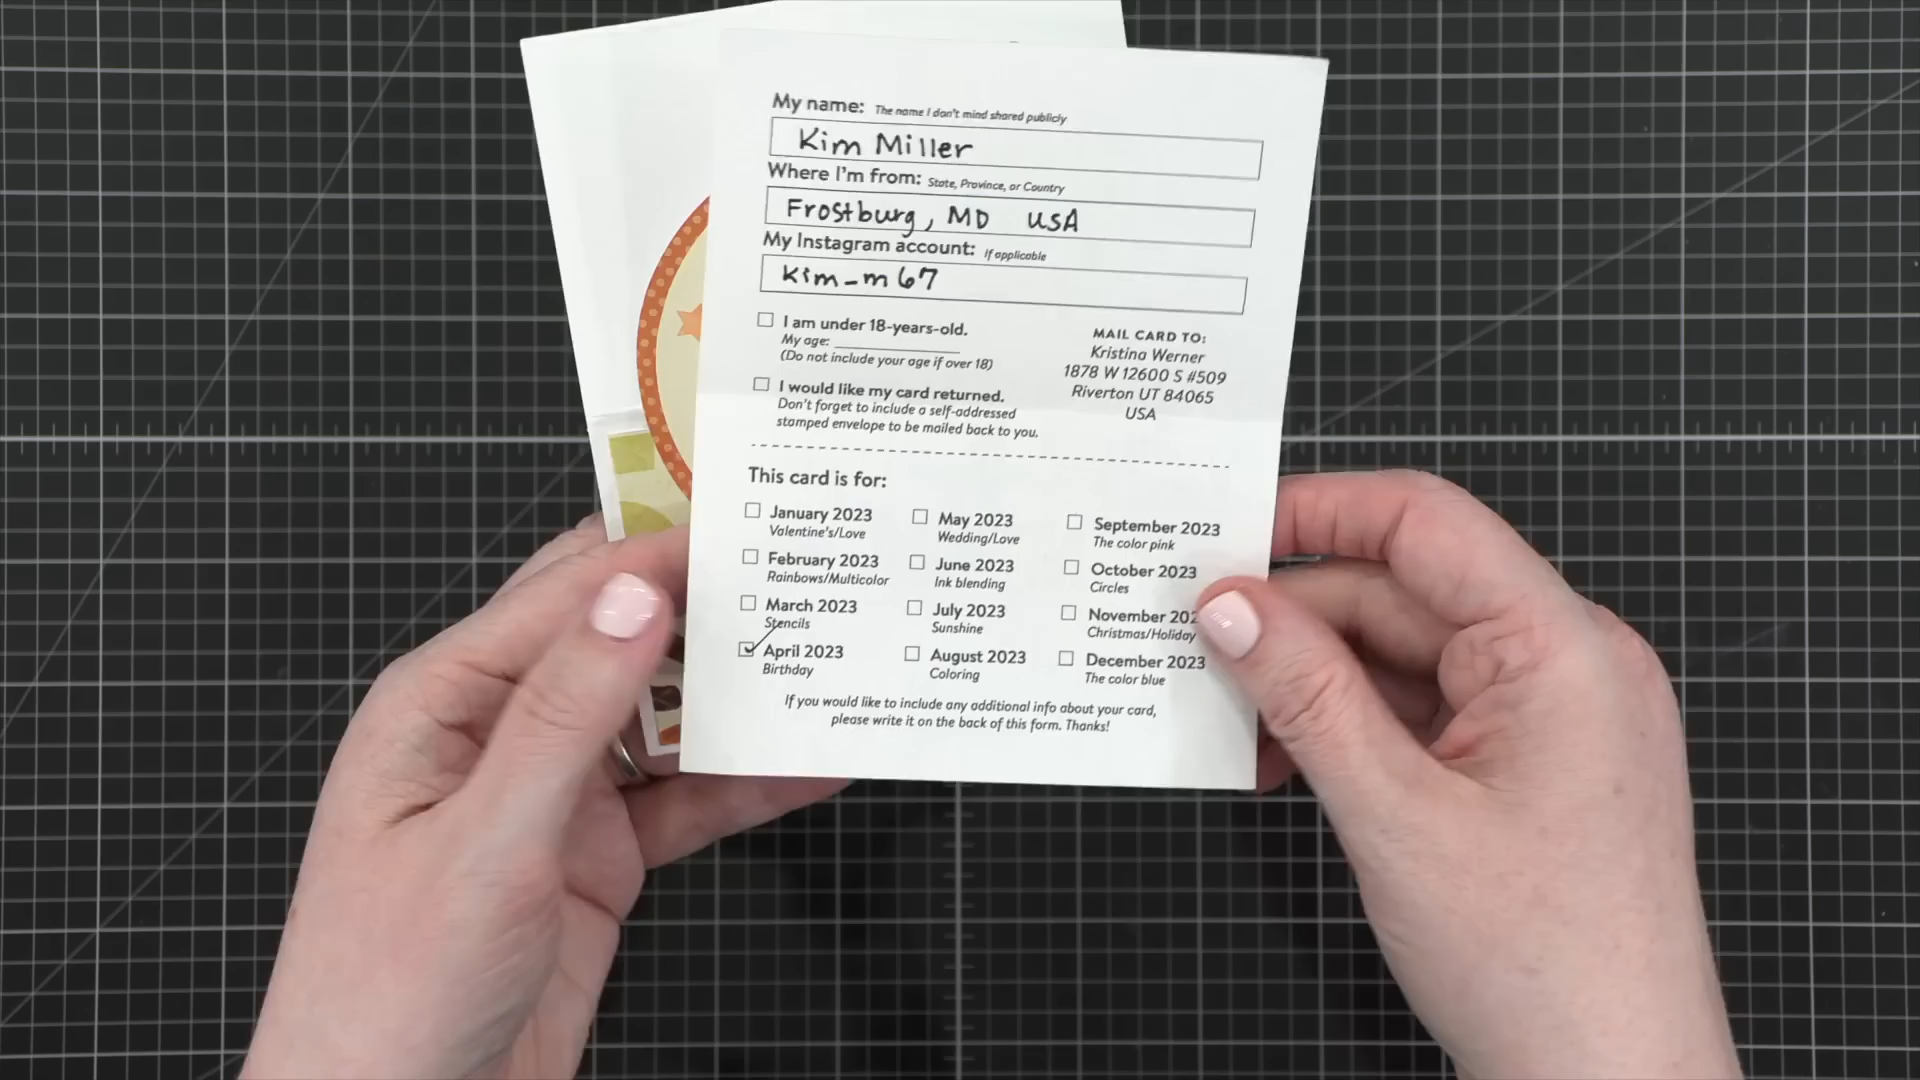 My name: The name I don't mind shared publicly
Kim Miller
Where I'm from: State, Province, or Country
Frostburg, MD USA
My Instagram account: If applicable
Kim_m67
I am under 18-years-old.
My age:
(Do not include your age if over 18)
I would like my card returned.
Don't forget to include a self-addressed
stamped envelope to be mailed back to you.
MAIL CARD TO:
Kristina Werner
1878 W 12600 S #509
Riverton UT 84065
USA
This card is for:
January 2023
Valentine's/Love
February 2023
Rainbows/Multicolor
March 2023
Stencils
April 2023
Birthday
May 2023
Wedding/Love
June 2023
Ink blending
July 2023
Sunshine
August 2023
Coloring
September 2023
The color pink
October 2023
Circles
November 202
Christmas/Holiday
December 2023
The color blue
If you would like to include any additional info about your card,
please write it on the back of this form. Thanks!